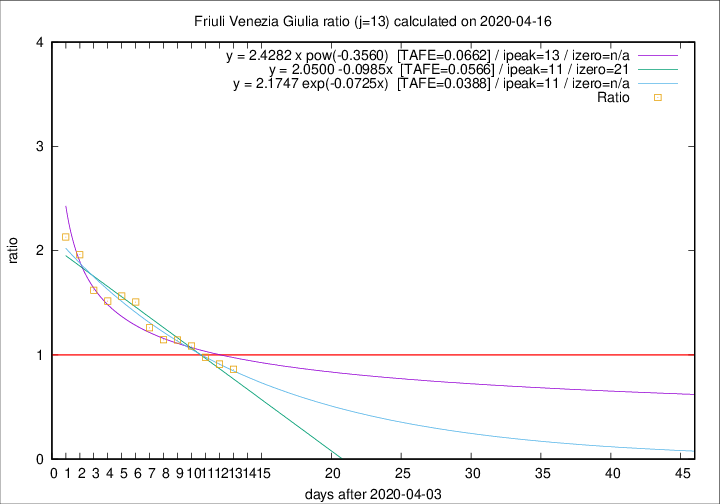 Friuli Venezia Giulia ratio (j=13) calculated on 2020-04-16
y = 2.4282 x pow(-0.3560) [TAFE=0.0662] / ipeak=13 / izero=n/a
y = 2.0500 -0.0985x [TAFE=0.0566] / ipeak=11 / izero=21
y = 2.1747 exp(-0.0725x) [TAFE=0.0388] / ipeak=11 / izero=n/a
Ratio
4
3
2
1
0
ratio
0 1 2 3 4 5 6 7 8 9 10 11 12 13 14 15 20 25 30 35 40 45
days after 2020-04-03